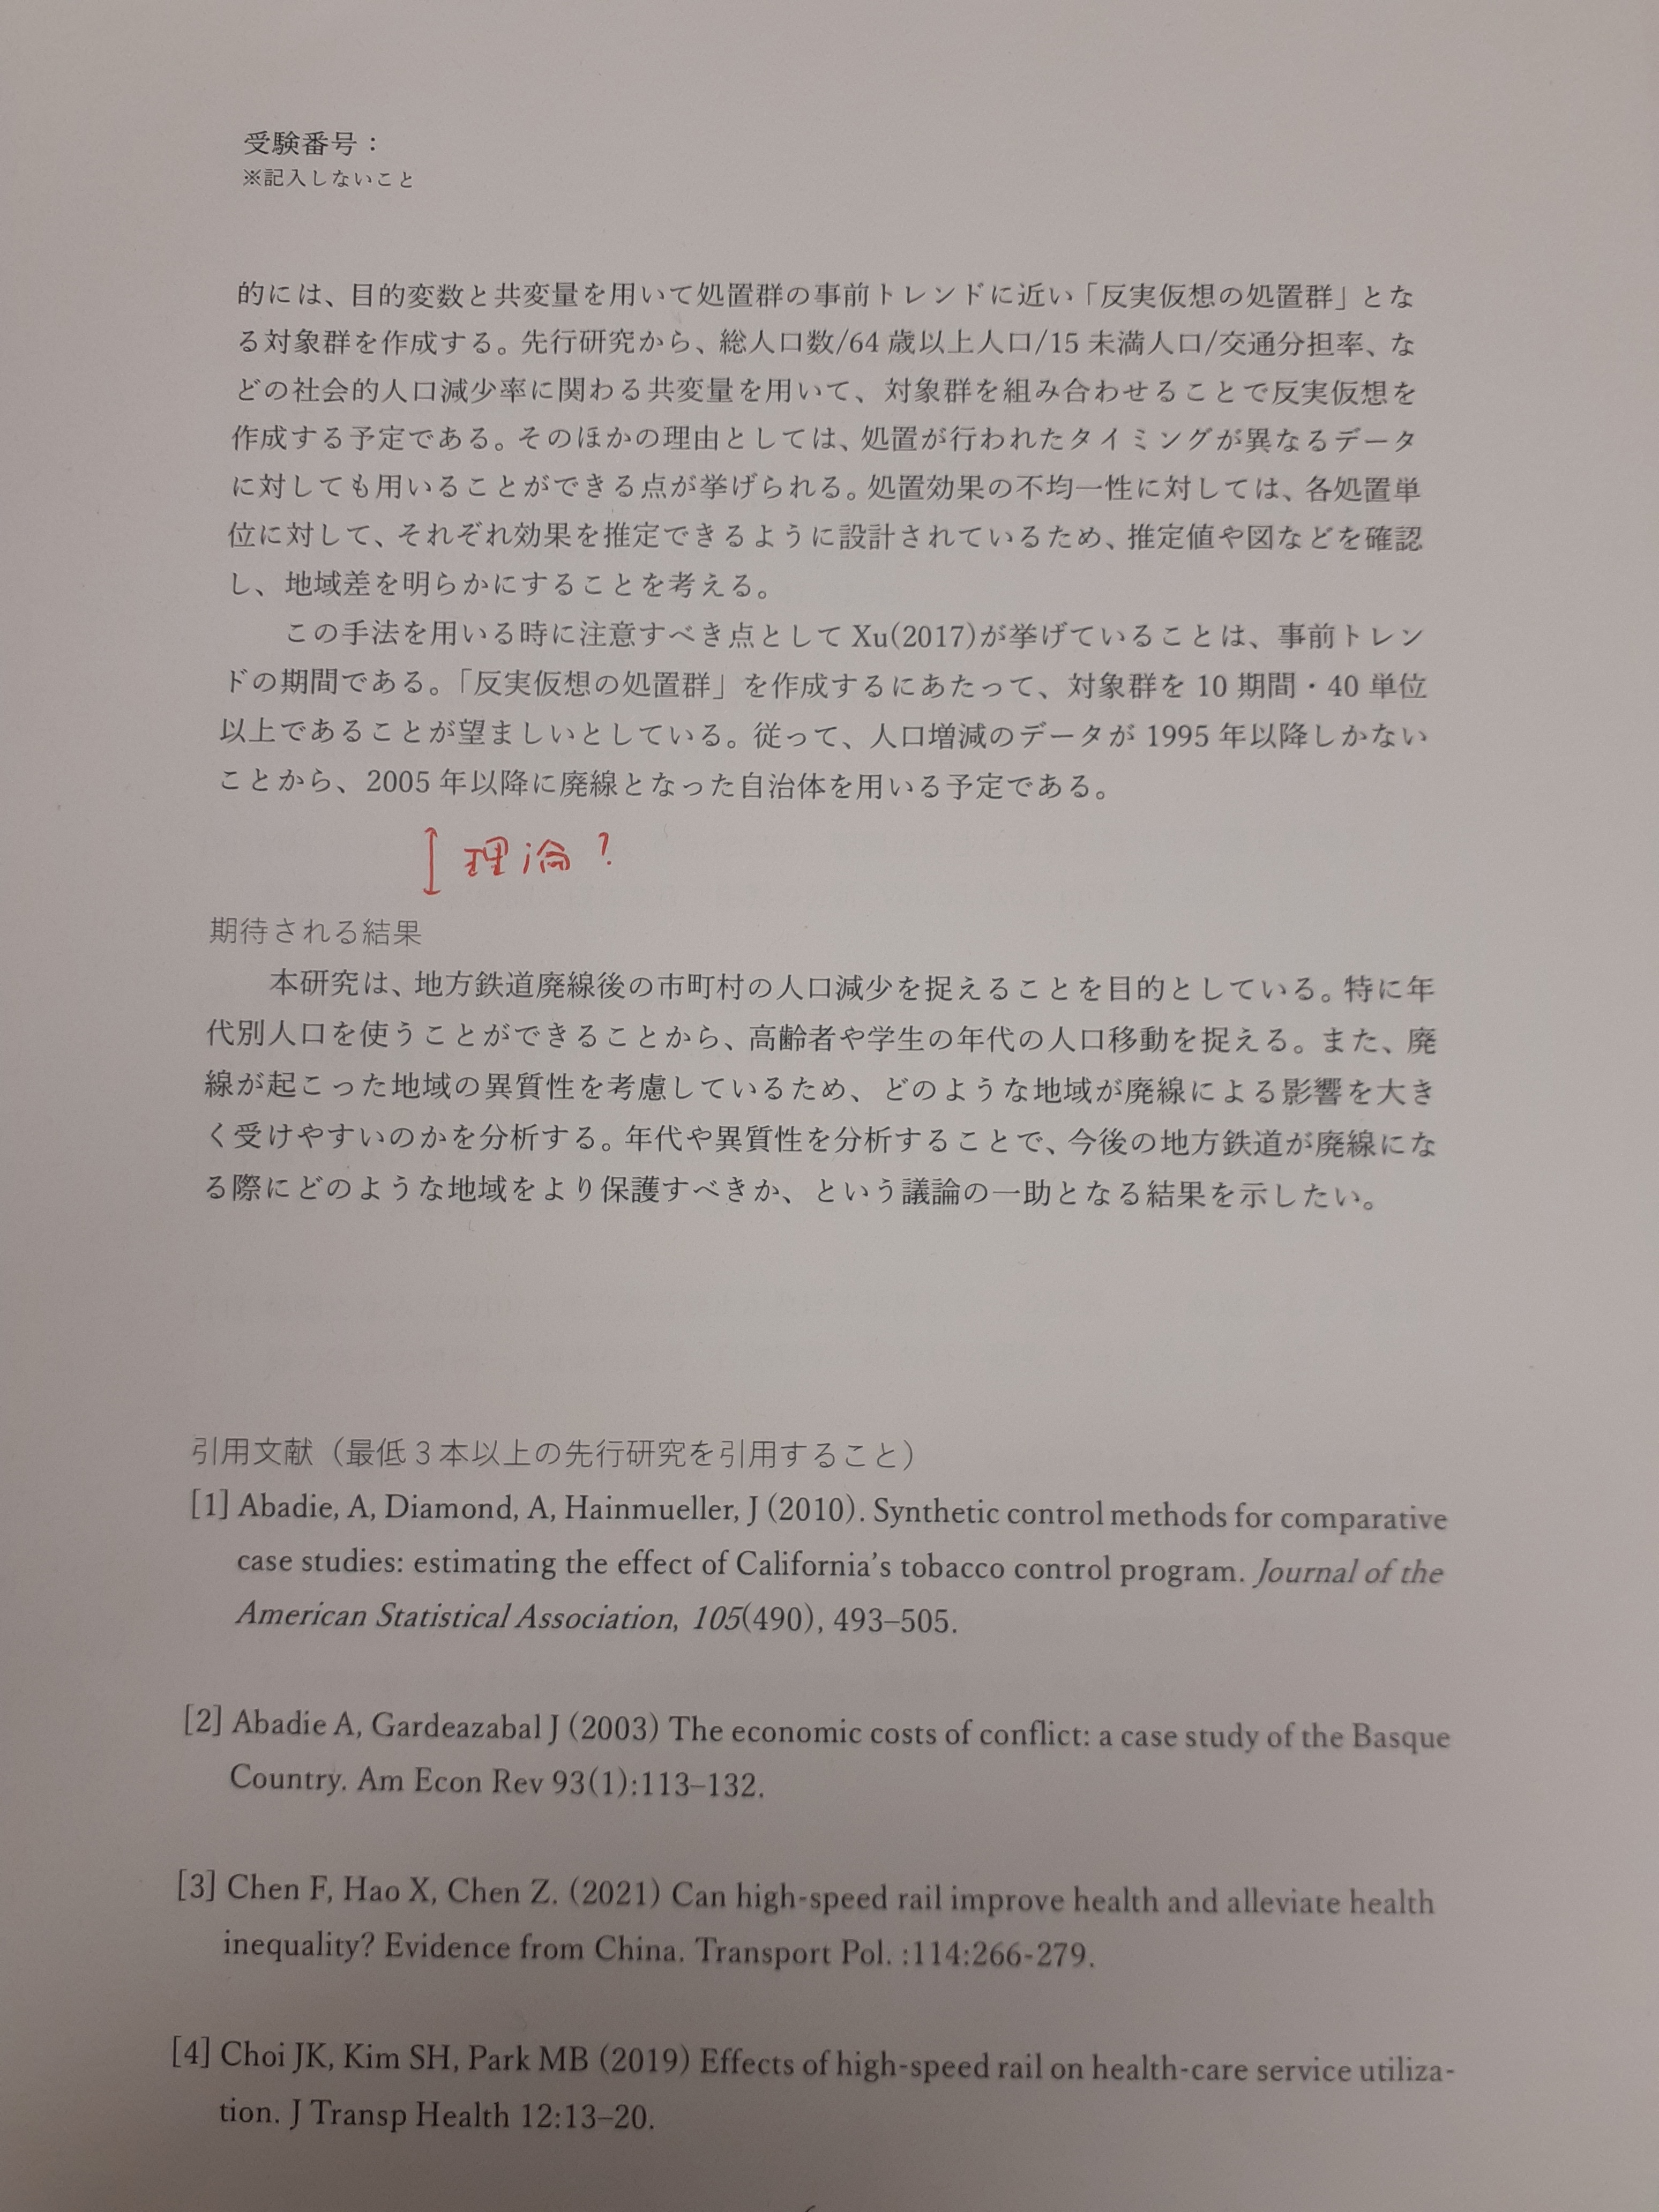 受験番号：
※記入しないこと
的には、目的変数と共変量を用いて処置群の事前トレンドに近い「反実仮想の処置群」とな
る対象群を作成する。先行研究から、総人口数/64 歳以上人口/15 未満人口/交通分担率、な
どの社会的人口減少率に関わる共変量を用いて、対象群を組み合わせることで反実仮想を
作成する予定である。そのほかの理由としては、処置が行われたタイミングが異なるデータ
に対しても用いることができる点が挙げられる。処置効果の不均一性に対しては、各処置単
位に対して、それぞれ効果を推定できるように設計されているため、推定値や図などを確認
し、地域差を明らかにすることを考える。
この手法を用いる時に注意すべき点として Xu(2017)が挙げていることは、事前トレン
ドの期間である。「反実仮想の処置群」を作成するにあたって、対象群を 10 期間・40 単位
以上であることが望ましいとしている。従って、人口増減のデータが 1995 年以降しかない
ことから、2005 年以降に廃線となった自治体を用いる予定である。
理論？
期待される結果
本研究は、地方鉄道廃線後の市町村の人口減少を捉えることを目的としている。特に年
代別人口を使うことができることから、高齢者や学生の年代の人口移動を捉える。また、廃
線が起こった地域の異質性を考慮しているため、どのような地域が廃線による影響を大き
く受けやすいのかを分析する。年代や異質性を分析することで、今後の地方鉄道が廃線にな
る際にどのような地域をより保護すべきか、という議論の一助となる結果を示したい。
引用文献（最低 3 本以上の先行研究を引用すること）
[1] Abadie, A, Diamond, A, Hainmueller, J (2010). Synthetic control methods for comparative
case studies: estimating the effect of California’s tobacco control program. Journal of the
American Statistical Association, 105(490), 493–505.
[2] Abadie A, Gardeazabal J (2003) The economic costs of conflict: a case study of the Basque
Country. Am Econ Rev 93(1):113–132.
[3] Chen F, Hao X, Chen Z. (2021) Can high-speed rail improve health and alleviate health
inequality? Evidence from China. Transport Pol. :114:266-279.
[4] Choi JK, Kim SH, Park MB (2019) Effects of high-speed rail on health-care service utiliza-
tion. J Transp Health 12:13–20.